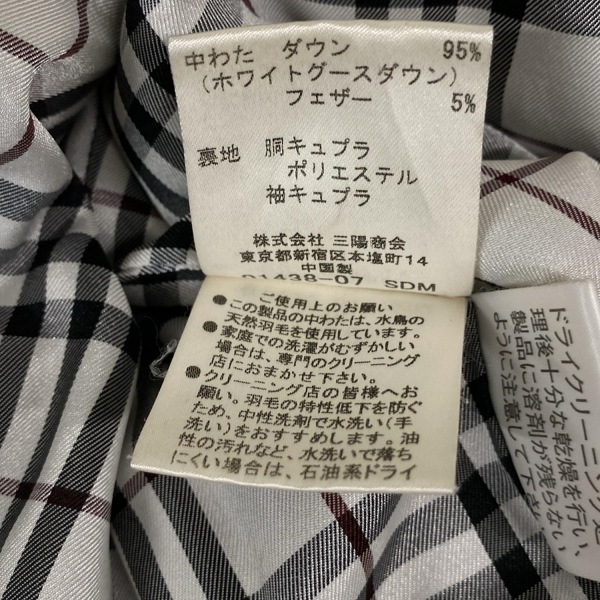 中わた ダウン 95%
(ホワイトグースダウン)
フェザー 5%
裏地 胴キュプラ
ポリエステル
袖キュプラ
株式会社 三陽商会
東京都新宿区本塩町14
中国製
D1438-07 SDM
ご使用上のお願い
●この製品の中わたは、水鳥の
天然羽毛を使用しています。
●家庭での洗濯がむずかしい
場合は、専門のクリーニング
店におまかせ下さい。
●クリーニング店の皆様へお
願い。羽毛の特性低下を防ぐ
ため、中性洗剤で水洗い(手
洗い)をおすすめします。油
性の汚れなど、水洗いで落ち
にくい場合は、石油系ドライ
ドライクリーニング処
理後十分な乾燥を行い、
製品に溶剤が残らない
ように注意して下さい。